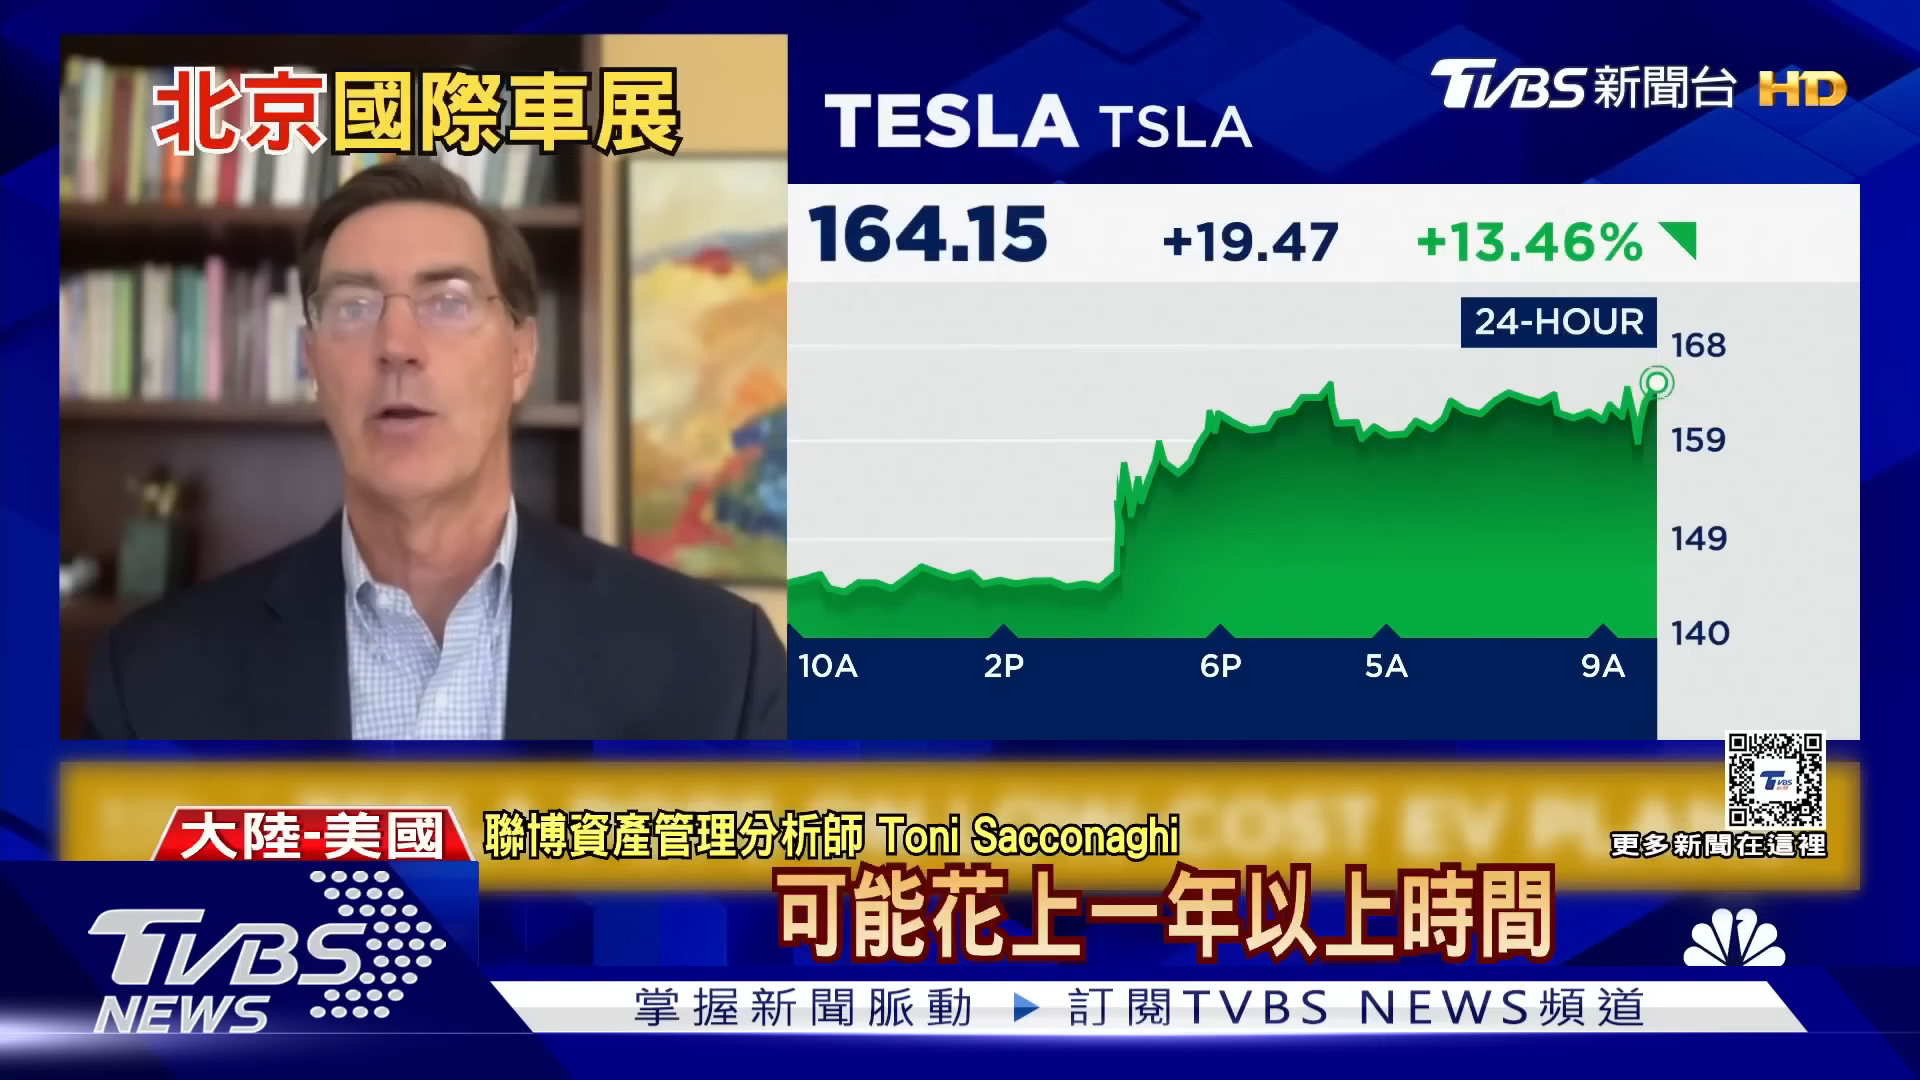 北京國際車展
TVBS新聞台 HD
TESLA TSLA
164.15 +19.47 +13.46%
24-HOUR
168
159
149
140
10A 2P 6P 5A 9A
COST EV PLAN
TVBS
更多新聞在這裡
大陸-美國 聯博資產管理分析師 Toni Sacconaghi
可能花上一年以上時間
TVBS NEWS
掌握新聞脈動 ▶ 訂閱TVBS NEWS頻道